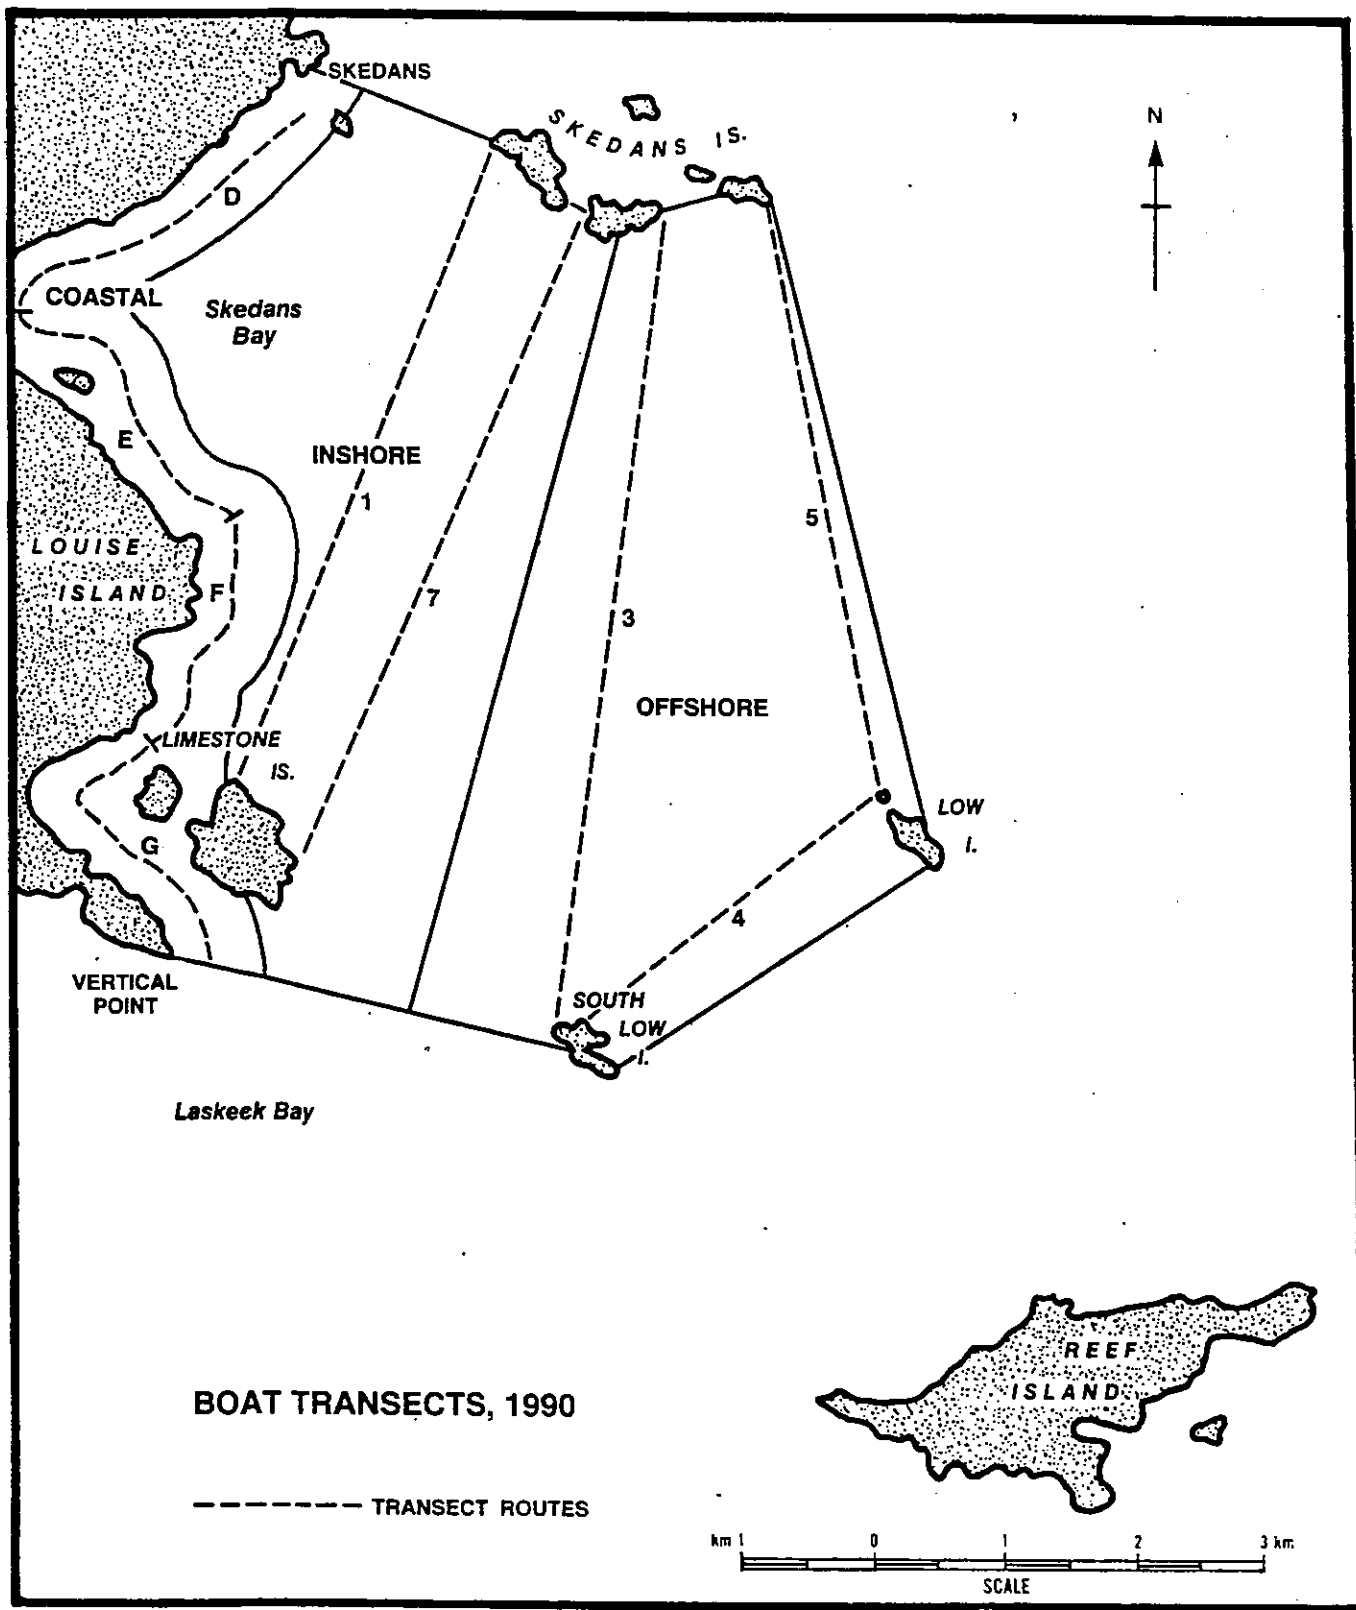 SKEDANS
SKEDANS IS.
N
D
COASTAL
Skedans
Bay
E
INSHORE
1
5
LOUISE
ISLAND
F
7
3
OFFSHORE
LIMESTONE
IS.
LOW
I.
G
4
VERTICAL
POINT
SOUTH
LOW
I.
Laskeek Bay
REEF
ISLAND
BOAT TRANSECTS, 1990
TRANSECT ROUTES
km 1 0 1 2 3 km
SCALE